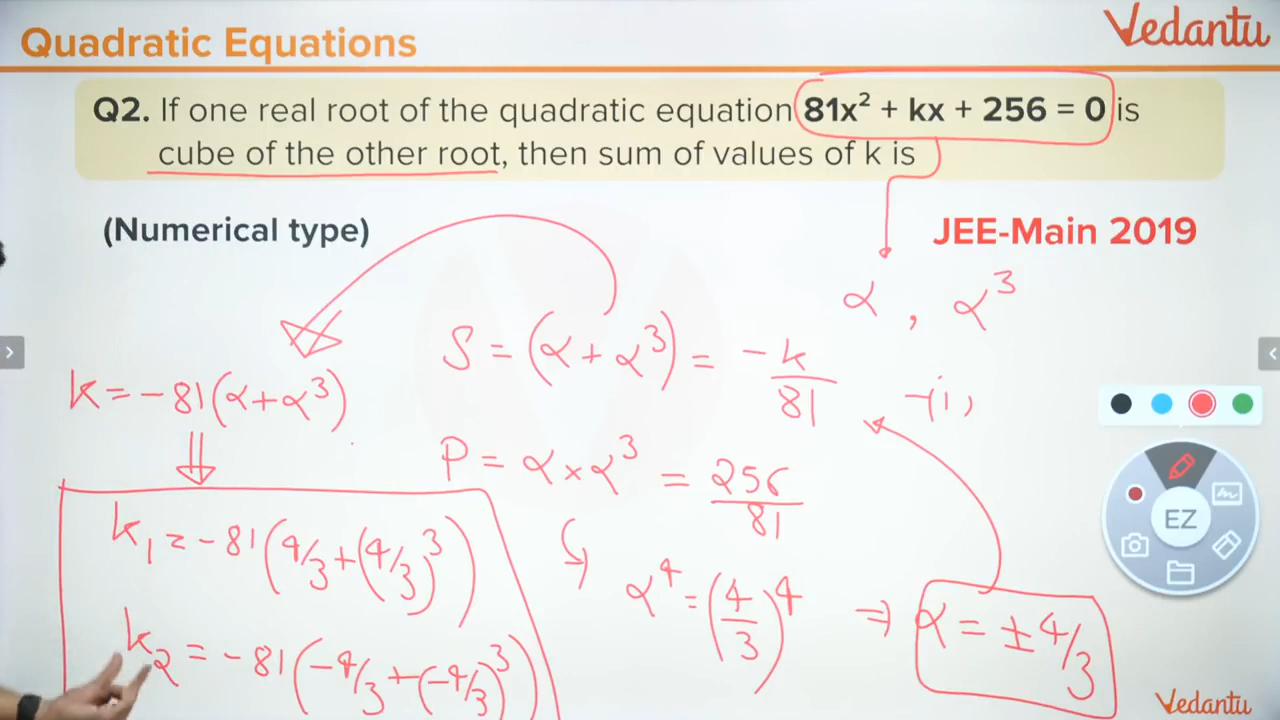 Quadratic Equations
Vedantu
Q2. If one real root of the quadratic equation 81x² + kx + 256 = 0 is
cube of the other root, then sum of values of k is
(Numerical type)
JEE-Main 2019
α , α³
S = (α + α³) = -k/81 -(i)
k = -81(α+α³)
P = α × α³ = 256/81
k₁ = -81(4/3+(4/3)³)
α⁴ = (4/3)⁴ ⇒ α = ± 4/3
k₂ = -81(-4/3+(-4/3)³)
EZ
Vedantu